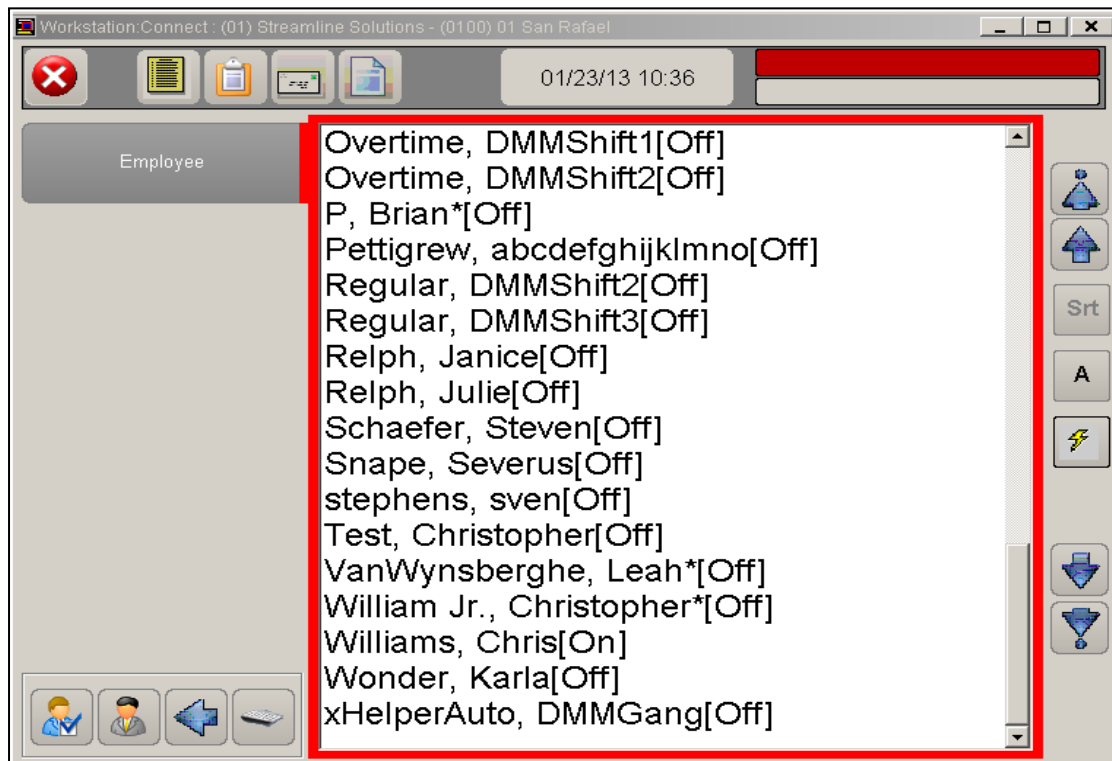 Workstation:Connect : (01) Streamline Solutions - (0100) 01 San Rafael
01/23/13 10:36
Employee
Overtime, DMMShift1[Off]
Overtime, DMMShift2[Off]
P, Brian*[Off]
Pettigrew, abcdefghijklmno[Off]
Regular, DMMShift2[Off]
Regular, DMMShift3[Off]
Relph, Janice[Off]
Relph, Julie[Off]
Schaefer, Steven[Off]
Snape, Severus[Off]
stephens, sven[Off]
Test, Christopher[Off]
VanWynsberghe, Leah*[Off]
William Jr., Christopher*[Off]
Williams, Chris[On]
Wonder, Karla[Off]
xHelperAuto, DMMGang[Off]
Srt
A